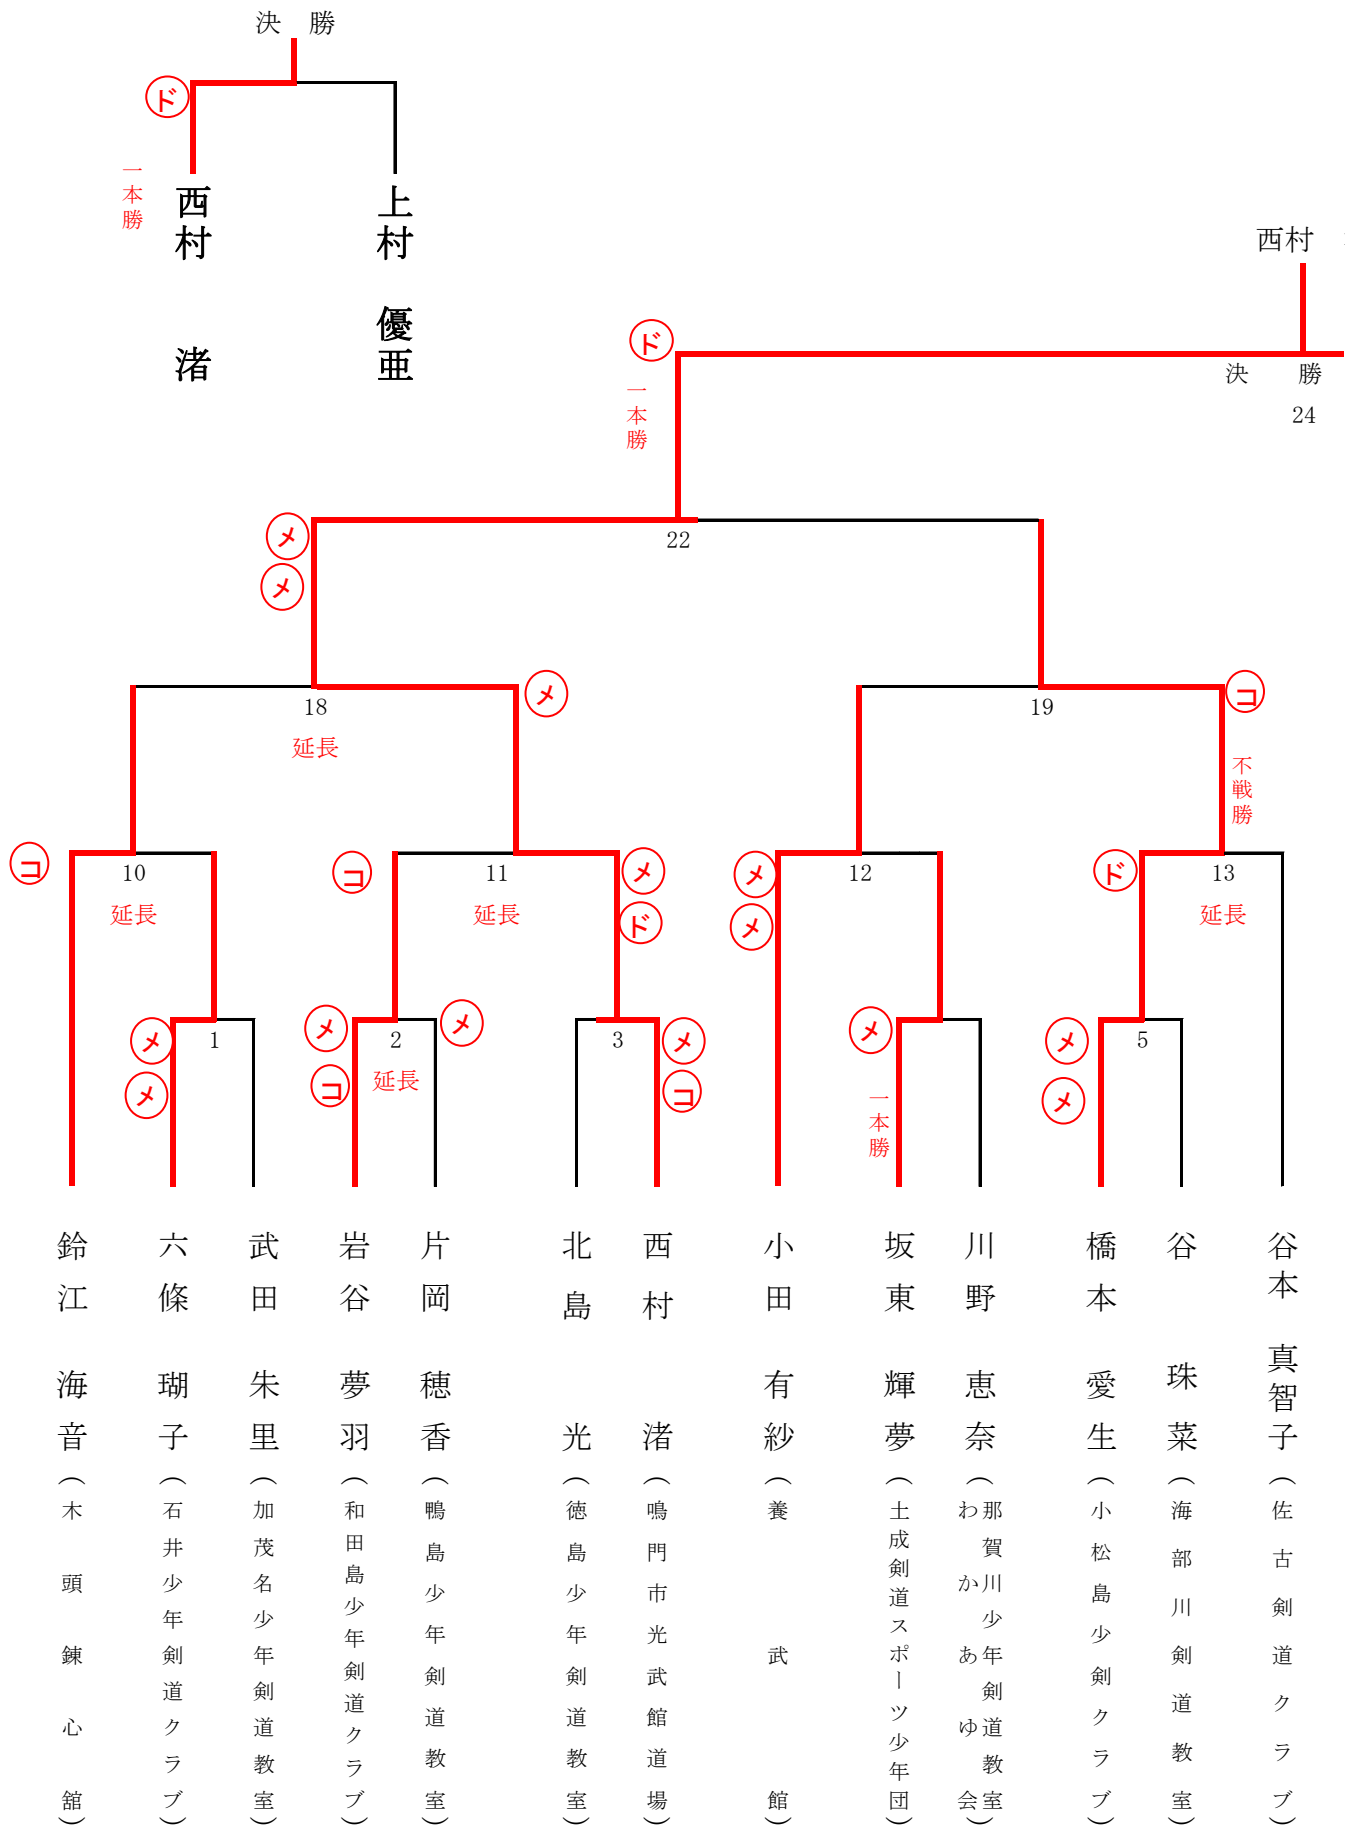 決　勝
ド
一本勝
西村　　渚
上村　優亜
西村
ド
一本勝
決　勝
24
メ
メ
22
18
延長
メ
19
コ
不戦勝
コ
10
延長
コ
11
延長
メ
ド
メ
メ
12
ド
13
延長
メ
メ
1
メ
コ
2
延長
メ
3
メ
コ
メ
一本勝
メ
メ
5
鈴江　海音（木頭錬心舘）
六條　瑚子（石井少年剣道クラブ）
武田　朱里（加茂名少年剣道教室）
岩谷　夢羽（和田島少年剣道クラブ）
片岡　穂香（鴨島少年剣道教室）
北島　　光（徳島少年剣道教室）
西村　　渚（鳴門市光武館道場）
小田　有紗（養武館）
坂東　輝夢（土成剣道スポーツ少年団）
川野　恵奈（那賀川少年剣道教室
わかあゆ会）
橋本　愛生（小松島少剣クラブ）
谷　珠菜（海部川剣道教室）
谷本　真智子（佐古剣道クラブ）